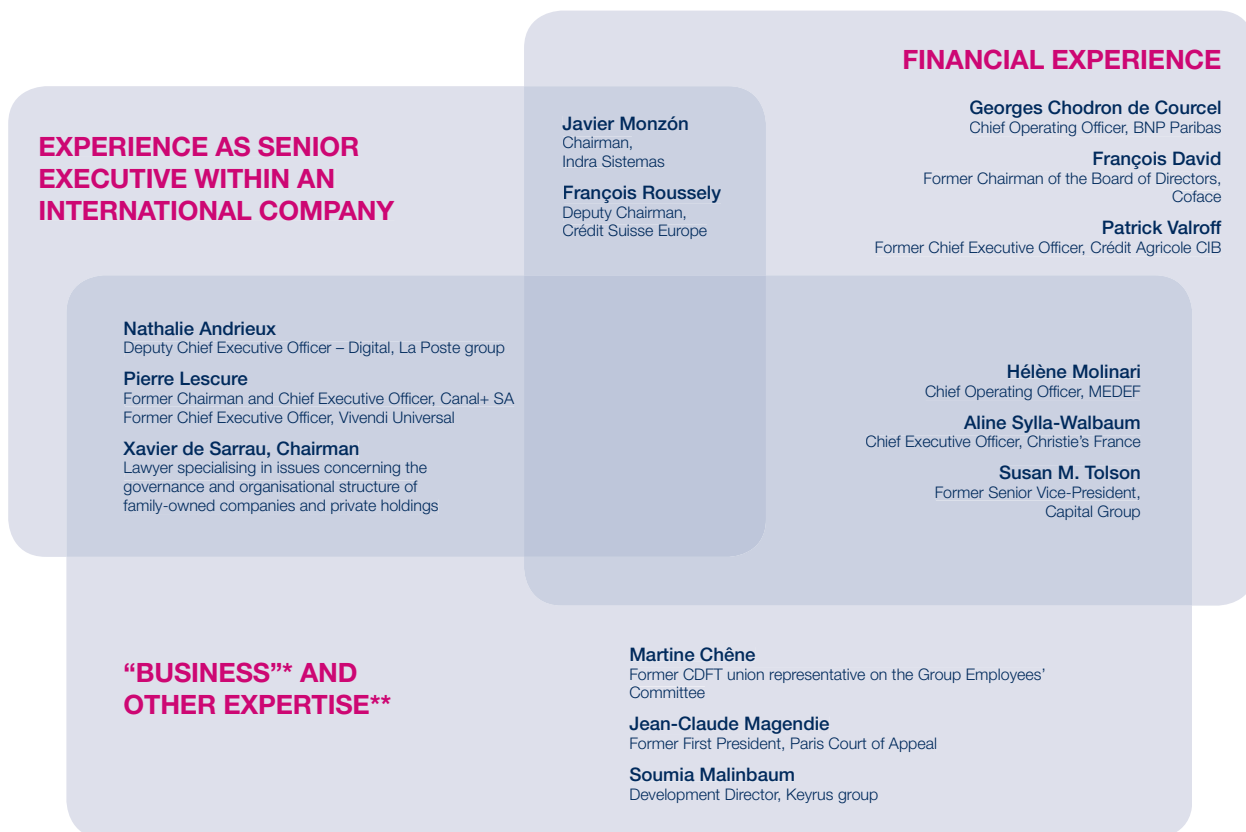 FINANCIAL EXPERIENCE
Georges Chodron de Courcel
Chief Operating Officer, BNP Paribas
François David
Former Chairman of the Board of Directors,
Coface
Patrick Valroff
Former Chief Executive Officer, Crédit Agricole CIB
EXPERIENCE AS SENIOR
EXECUTIVE WITHIN AN
INTERNATIONAL COMPANY
Javier Monzón
Chairman,
Indra Sistemas
François Roussely
Deputy Chairman,
Crédit Suisse Europe
Nathalie Andrieux
Deputy Chief Executive Officer – Digital, La Poste group
Pierre Lescure
Former Chairman and Chief Executive Officer, Canal+ SA
Former Chief Executive Officer, Vivendi Universal
Xavier de Sarrau, Chairman
Lawyer specialising in issues concerning the
governance and organisational structure of
family-owned companies and private holdings
Hélène Molinari
Chief Operating Officer, MEDEF
Aline Sylla-Walbaum
Chief Executive Officer, Christie’s France
Susan M. Tolson
Former Senior Vice-President,
Capital Group
“BUSINESS”* AND
OTHER EXPERTISE**
Martine Chêne
Former CDFT union representative on the Group Employees’
Committee
Jean-Claude Magendie
Former First President, Paris Court of Appeal
Soumia Malinbaum
Development Director, Keyrus group